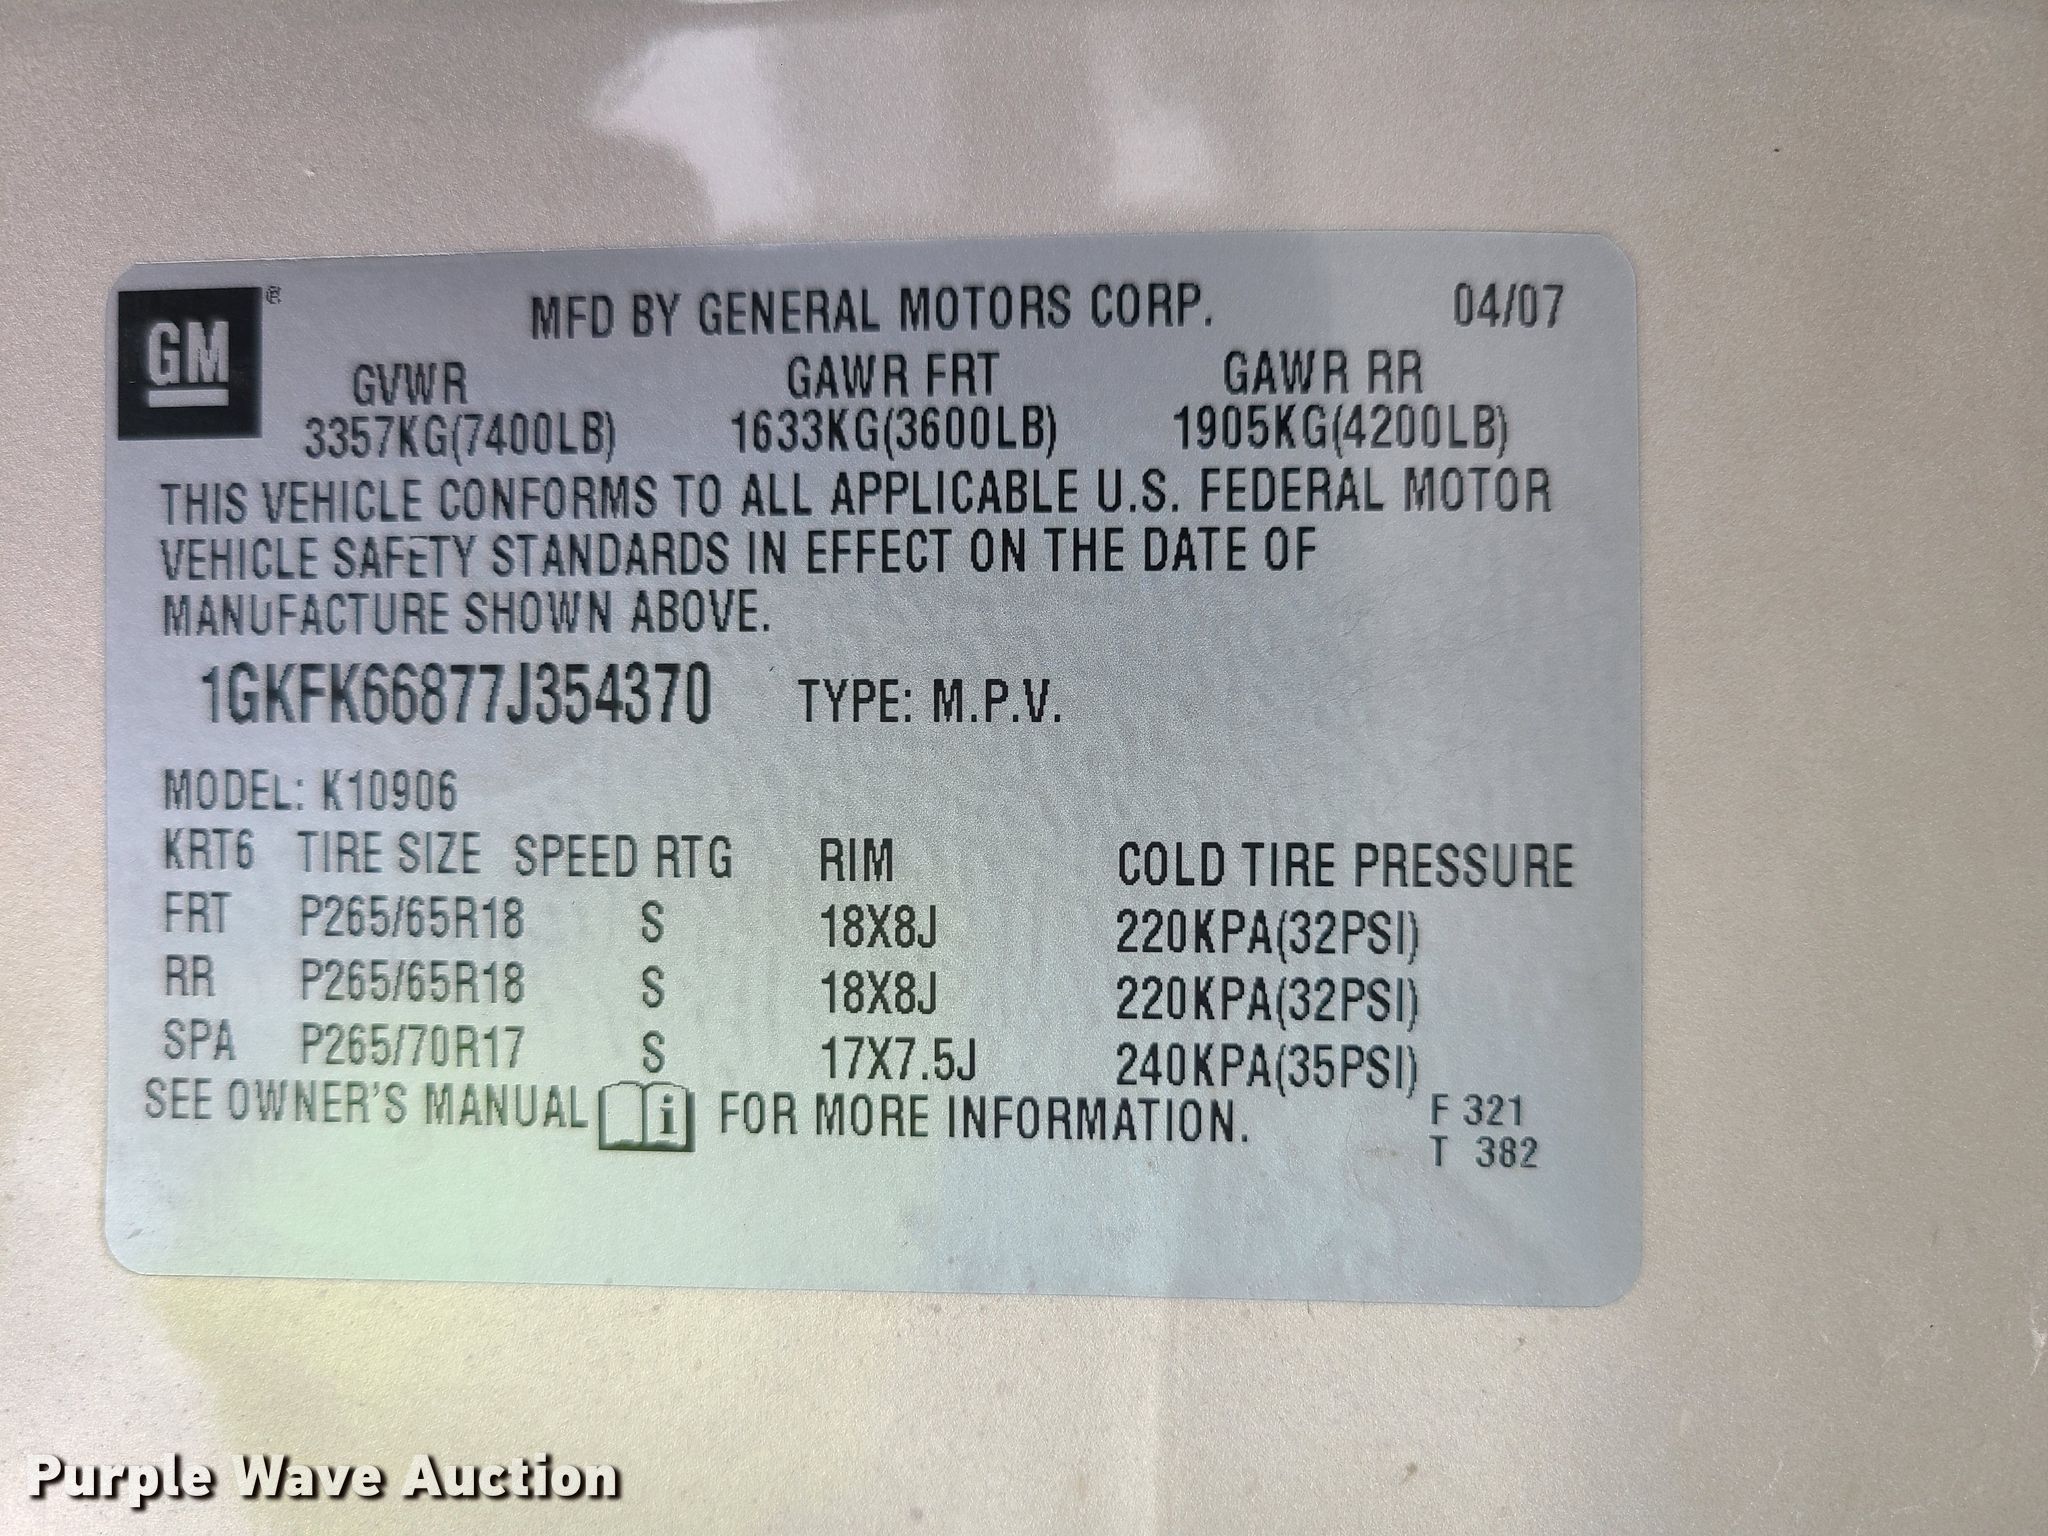 GM ®
MFD BY GENERAL MOTORS CORP. 04/07
GVWR GAWR FRT GAWR RR
3357KG(7400LB) 1633KG(3600LB) 1905KG(4200LB)
THIS VEHICLE CONFORMS TO ALL APPLICABLE U.S. FEDERAL MOTOR
VEHICLE SAFETY STANDARDS IN EFFECT ON THE DATE OF
MANUFACTURE SHOWN ABOVE.
1GKFK66877J354370 TYPE: M.P.V.
MODEL: K10906
KRT6 TIRE SIZE SPEED RTG RIM COLD TIRE PRESSURE
FRT P265/65R18 S 18X8J 220KPA(32PSI)
RR P265/65R18 S 18X8J 220KPA(32PSI)
SPA P265/70R17 S 17X7.5J 240KPA(35PSI)
SEE OWNER'S MANUAL i FOR MORE INFORMATION.
F 321
T 382
Purple Wave Auction